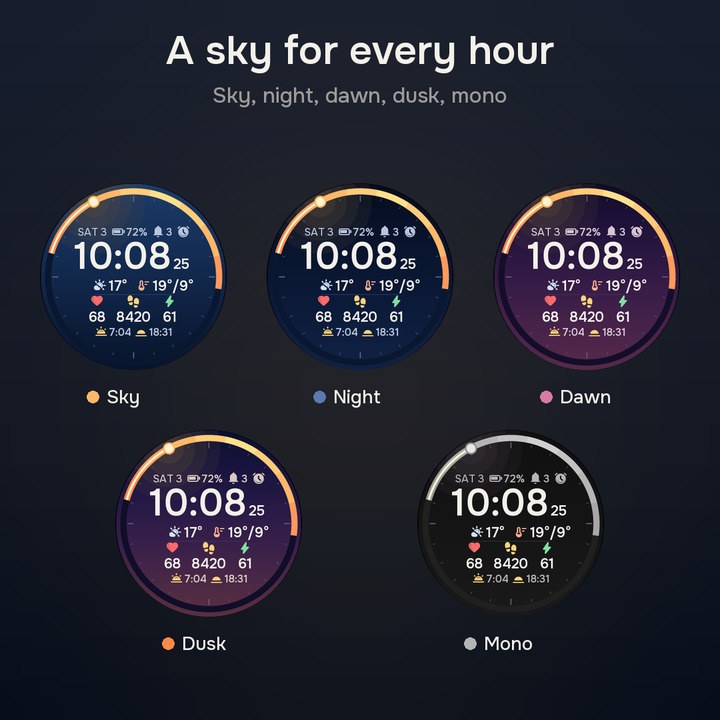 A sky for every hour
Sky, night, dawn, dusk, mono
SAT 3 72% 3
10:08 25
17° 19°/9°
68 8420 61
7:04 18:31
Sky
SAT 3 72% 3
10:08 25
17° 19°/9°
68 8420 61
7:04 18:31
Night
SAT 3 72% 3
10:08 25
17° 19°/9°
68 8420 61
7:04 18:31
Dawn
SAT 3 72% 3
10:08 25
17° 19°/9°
68 8420 61
7:04 18:31
Dusk
SAT 3 72% 3
10:08 25
17° 19°/9°
68 8420 61
7:04 18:31
Mono